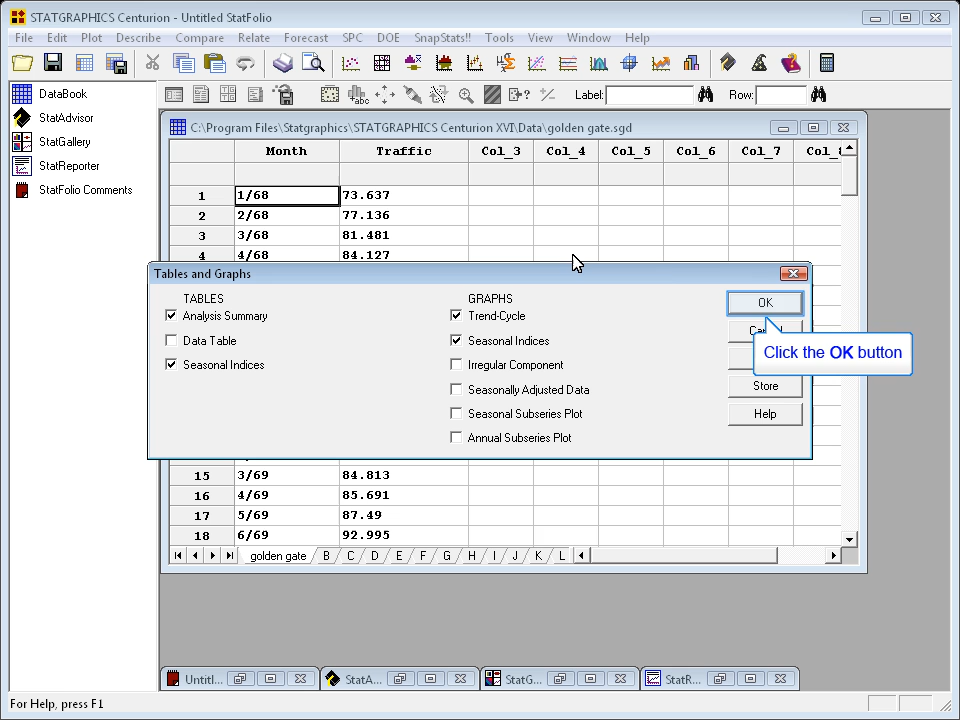 STATGRAPHICS Centurion - Untitled StatFolio
File Edit Plot Describe Compare Relate Forecast SPC DOE SnapStats!! Tools View Window Help
Label: Row:
DataBook
StatAdvisor
StatGallery
StatReporter
StatFolio Comments
C:\Program Files\Statgraphics\STATGRAPHICS Centurion XVI\Data\golden gate.sgd
Month Traffic Col_3 Col_4 Col_5 Col_6 Col_7 Col_8
1 1/68 73.637
2 2/68 77.136
3 3/68 81.481
4 4/68 84.127
Tables and Graphs
TABLES
Analysis Summary
Data Table
Seasonal Indices
GRAPHS
Trend-Cycle
Seasonal Indices
Irregular Component
Seasonally Adjusted Data
Seasonal Subseries Plot
Annual Subseries Plot
OK
Click the OK button
Store
Help
15 3/69 84.813
16 4/69 85.691
17 5/69 87.49
18 6/69 92.995
golden gate B C D E F G H I J K L
Untitl... StatA... StatG... StatR...
For Help, press F1